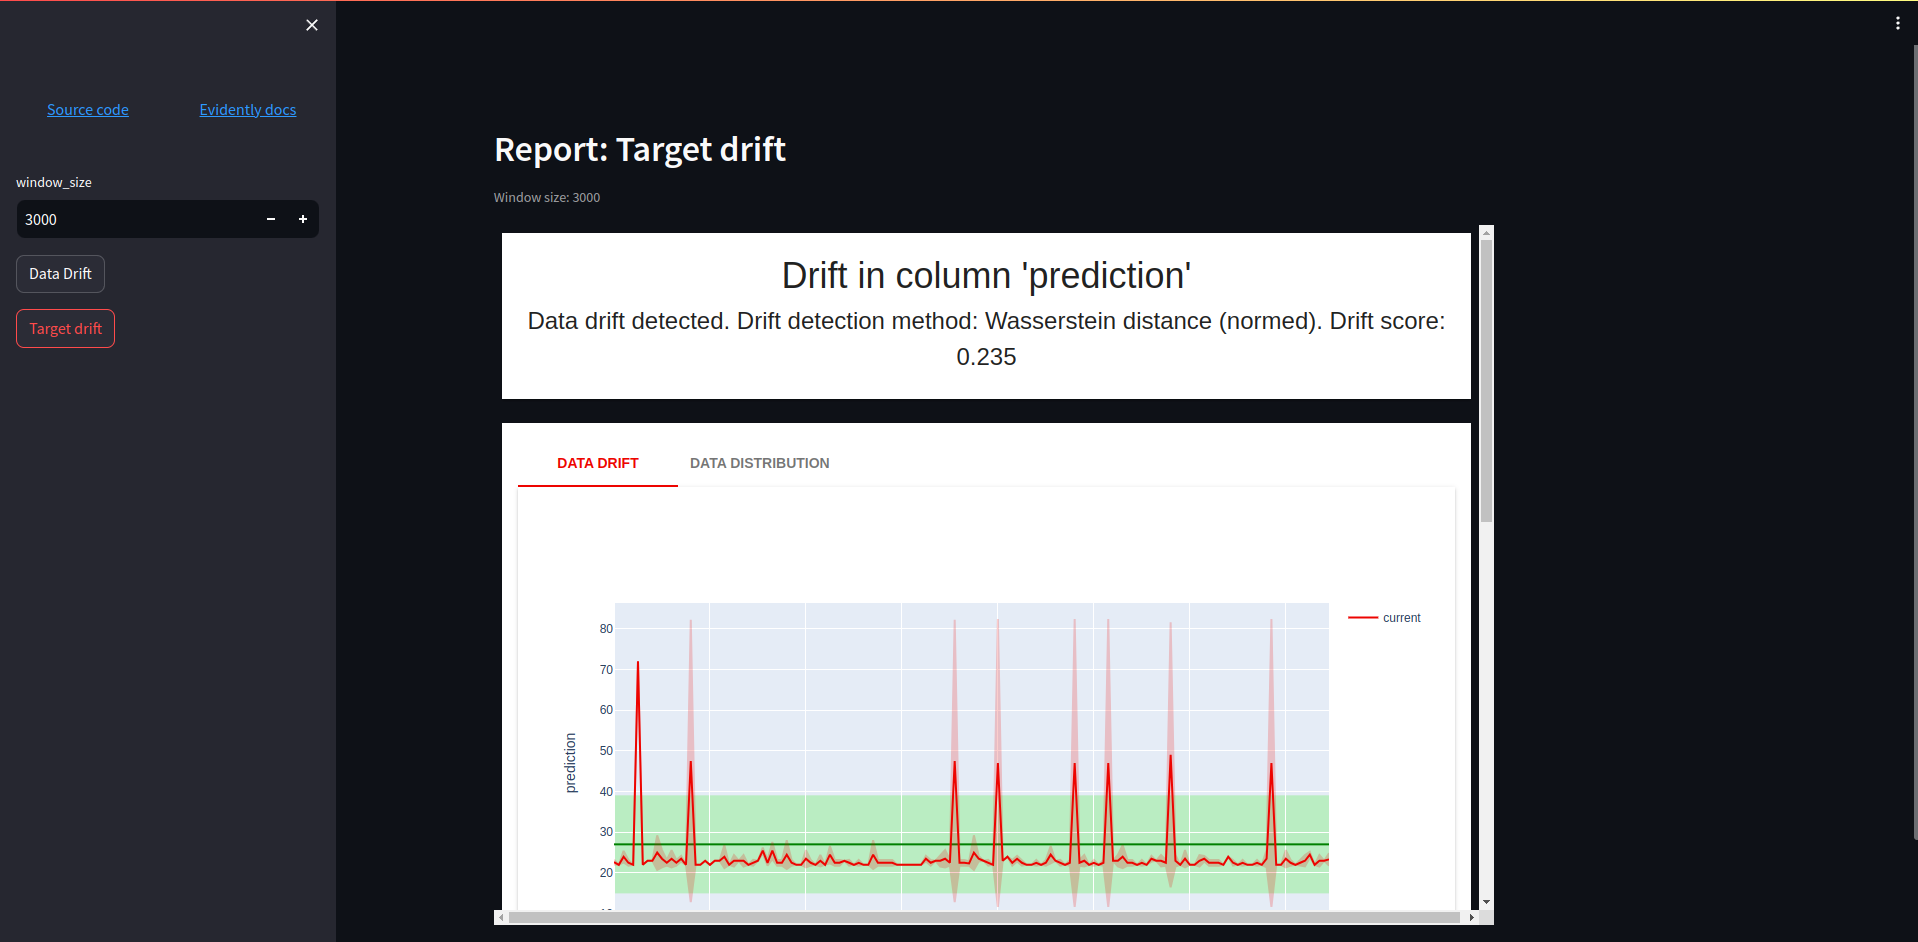 Source code
Evidently docs
window_size
3000
Data Drift
Target drift
Report: Target drift
Window size: 3000
Drift in column 'prediction'
Data drift detected. Drift detection method: Wasserstein distance (normed). Drift score:
0.235
DATA DRIFT
DATA DISTRIBUTION
current
prediction
80
70
60
50
40
30
20